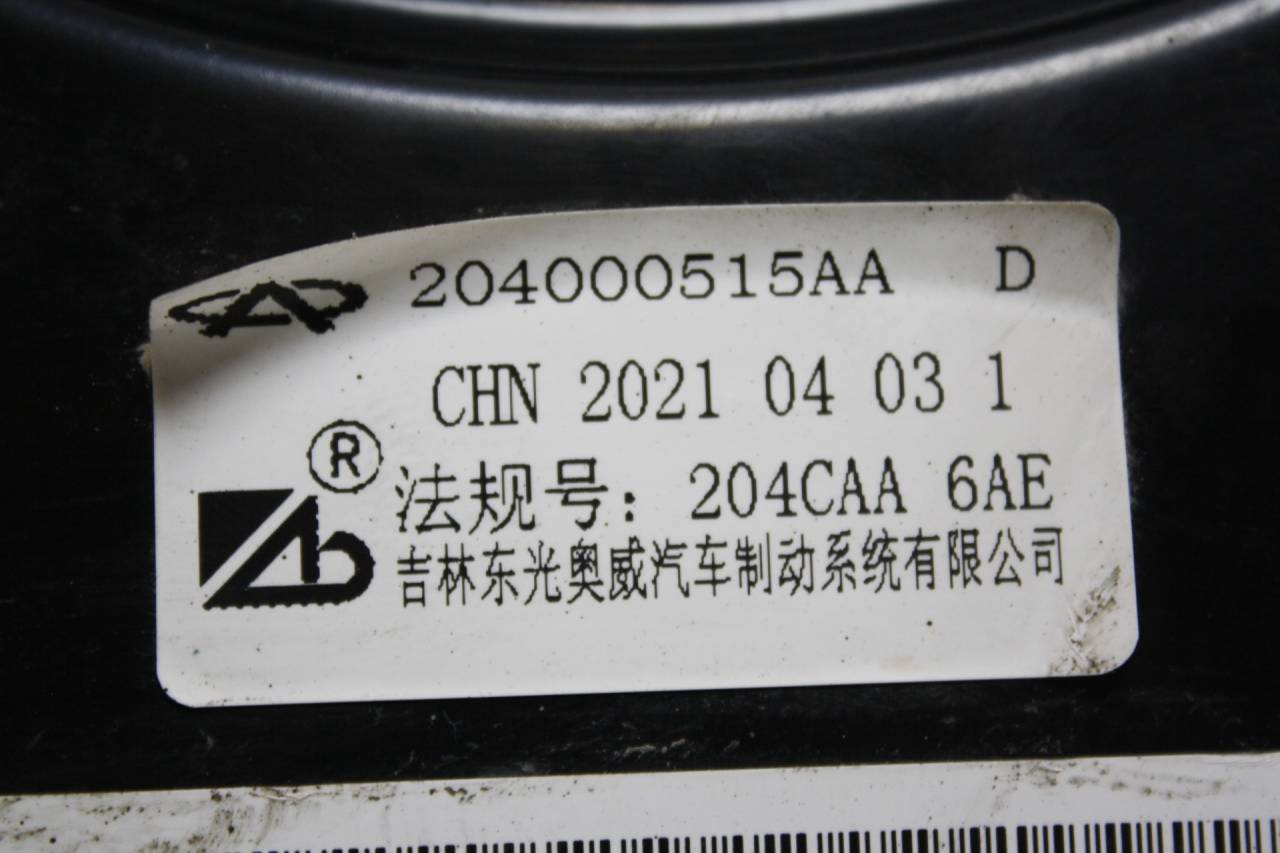 204000515AA D
CHN 2021 04 03 1
®
法规号: 204CAA 6AE
吉林东光奥威汽车制动系统有限公司